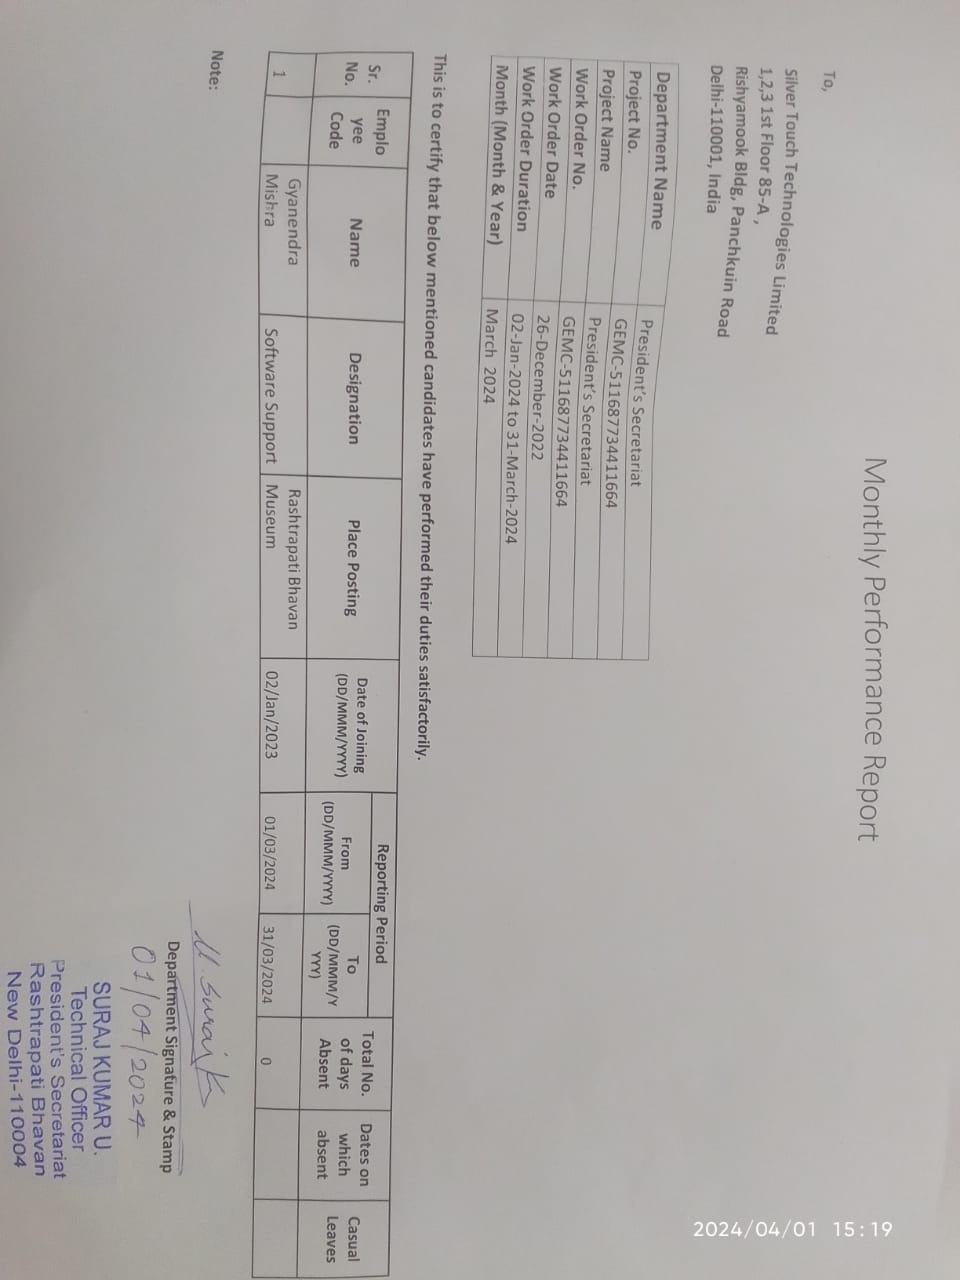 Monthly Performance Report
2024/04/01 15:19
To,
Silver Touch Technologies Limited
1,2,3 1st Floor 85-A ,
Rishyamook Bldg, Panchkuin Road
Delhi-110001, India
Department Name President's Secretariat
Project No. GEMC-511687734411664
Project Name President's Secretariat
Work Order No. GEMC-511687734411664
Work Order Date 26-December-2022
Work Order Duration 02-Jan-2024 to 31-March-2024
Month (Month & Year) March 2024
This is to certify that below mentioned candidates have performed their duties satisfactorily.
Sr.
No.
Emplo
yee
Code
Name
Designation
Place Posting
Date of Joining
(DD/MMM/YYYY)
Reporting Period
From
(DD/MMM/YYYY)
To
(DD/MMM/Y
YYY)
Total No.
of days
Absent
Dates on
which
absent
Casual
Leaves
1
Gyanendra
Mishra
Software Support
Rashtrapati Bhavan
Museum
02/Jan/2023
01/03/2024
31/03/2024
0
Note:
U. Suraj K
Department Signature & Stamp
01/04/2024
SURAJ KUMAR U.
Technical Officer
President's Secretariat
Rashtrapati Bhavan
New Delhi-110004